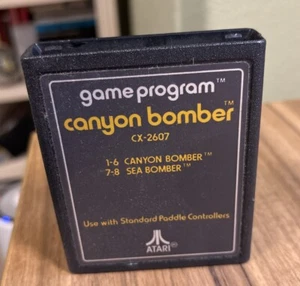 game program™
canyon bomber™
CX-2607
1-6 CANYON BOMBER™
7-8 SEA BOMBER™
Use with Standard Paddle Controllers
ATARI®